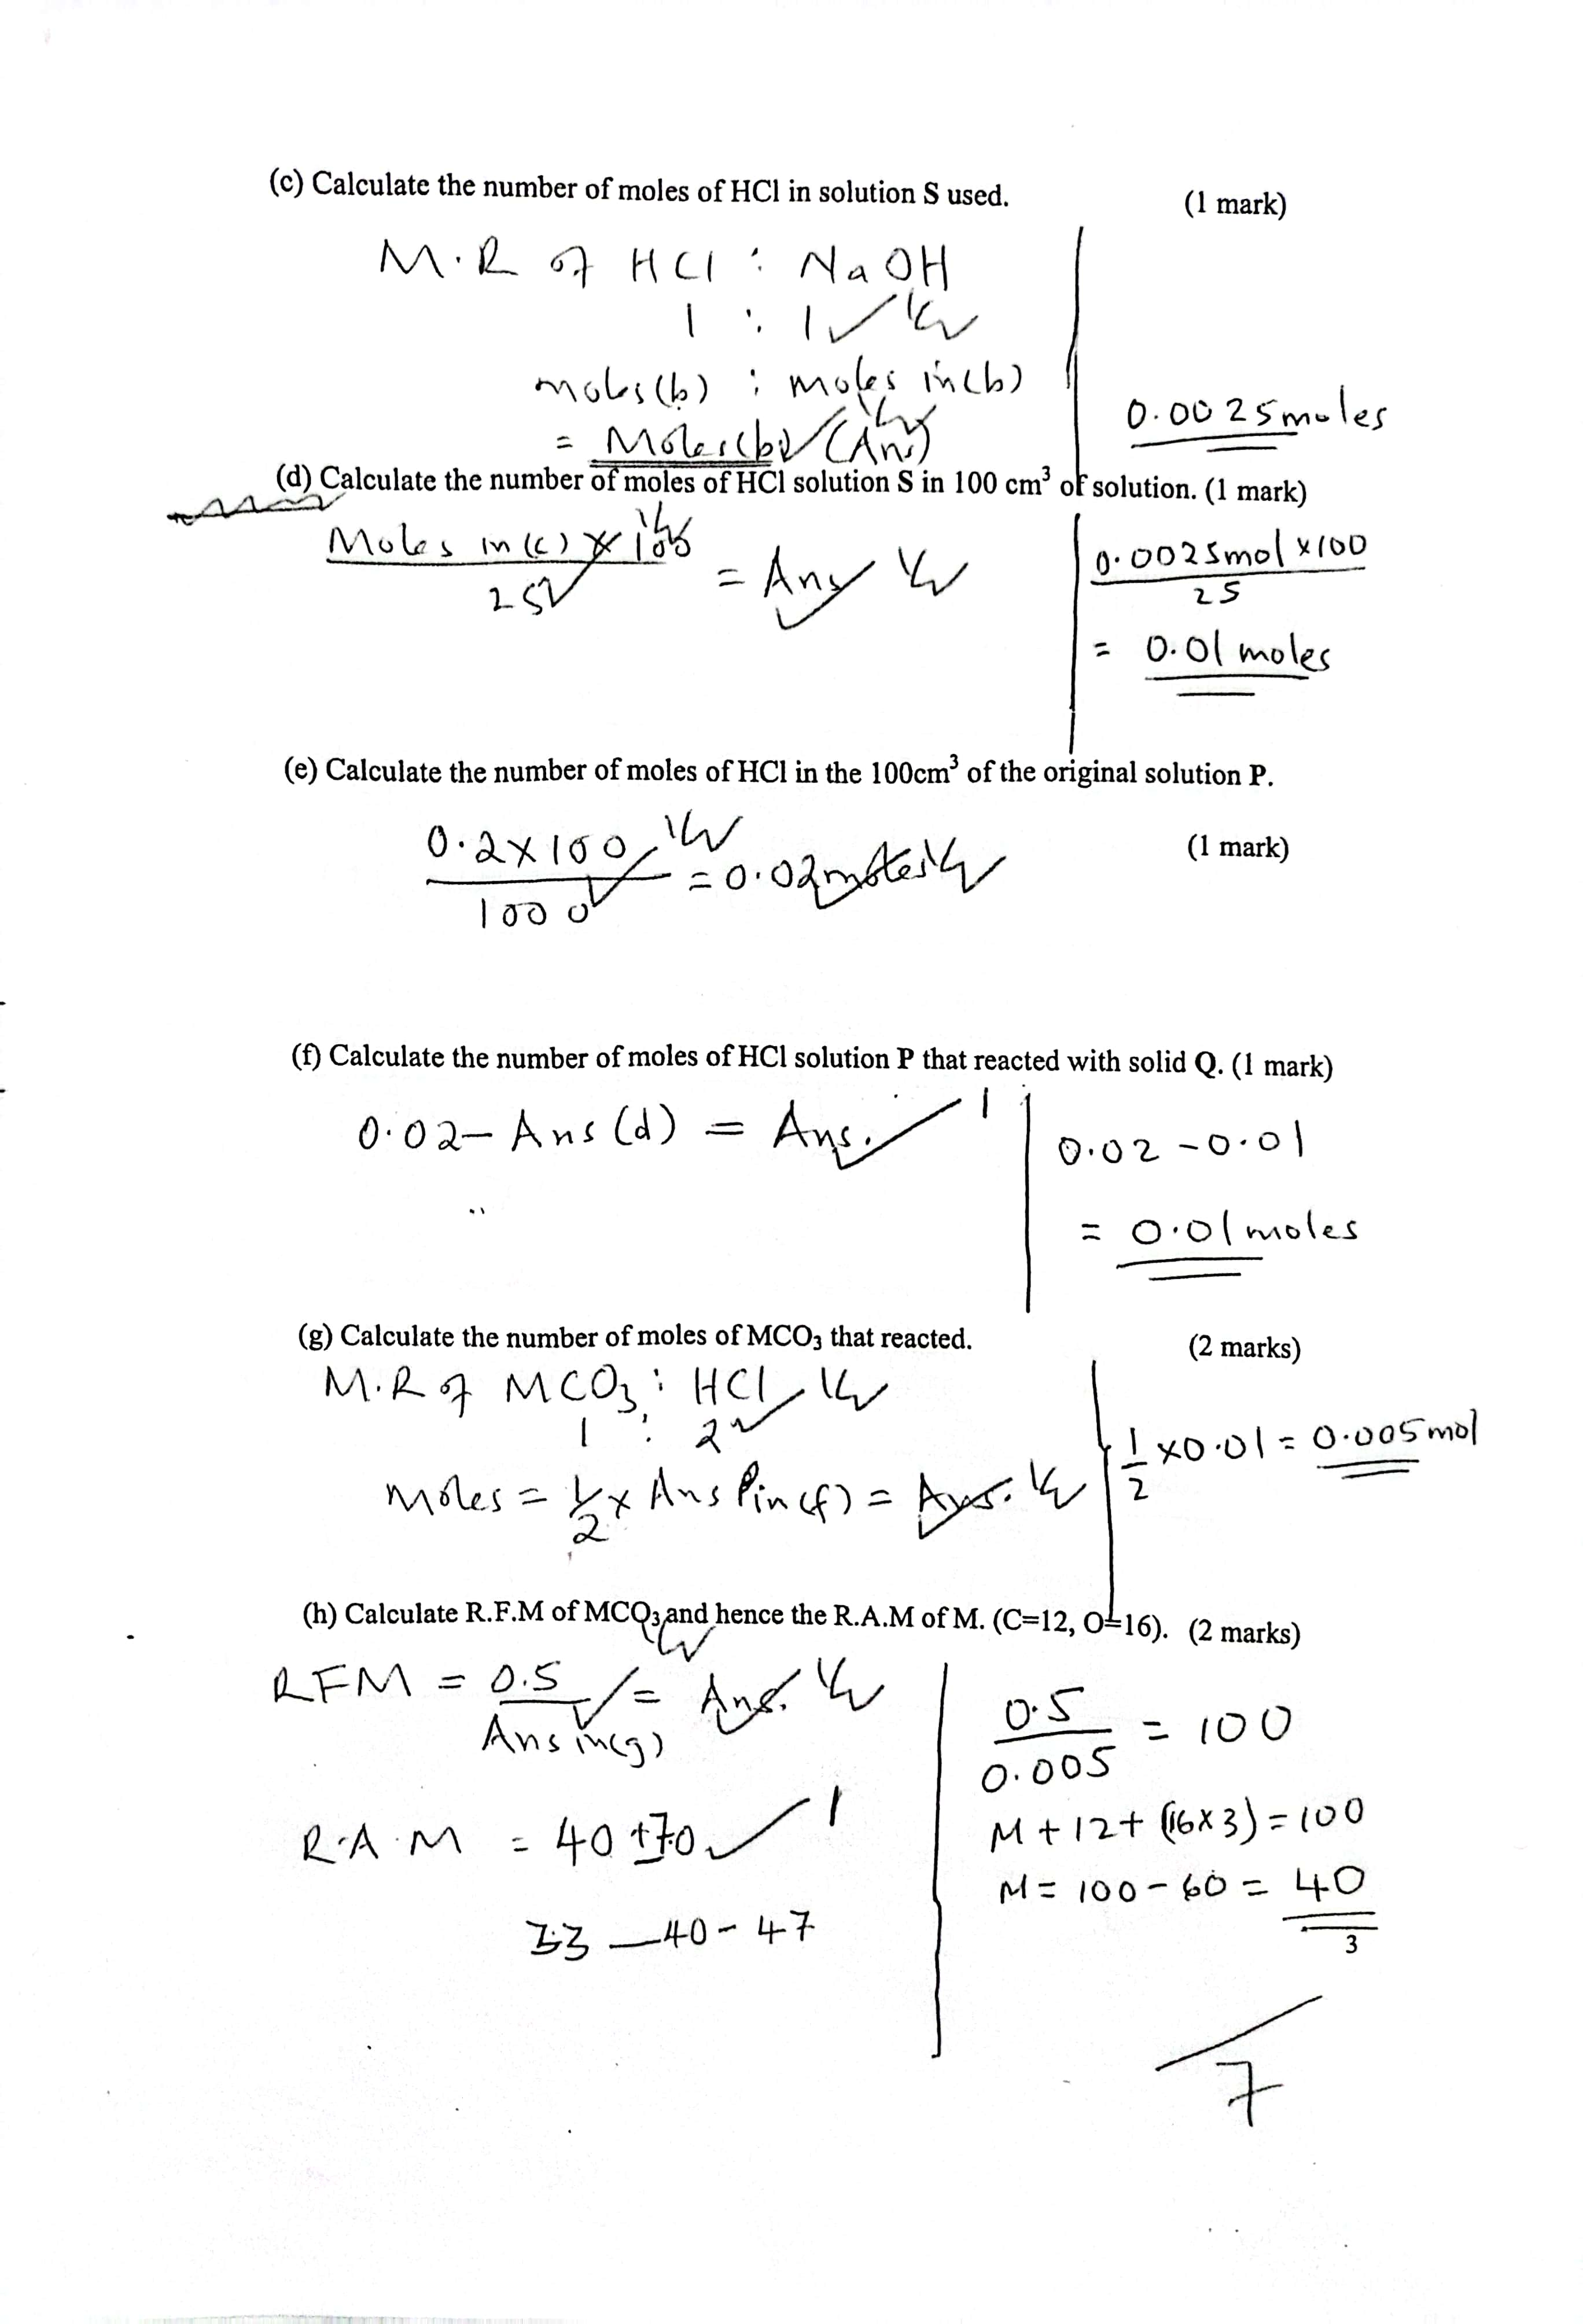 (c) Calculate the number of moles of HCl in solution S used. (1 mark)
M.R of HCl : NaOH
1 : 1 ✓ ½
moles(b) : moles in(b)
= Moles(b) ✓ (Ans) ½
0.0025moles
(d) Calculate the number of moles of HCl solution S in 100 cm³ of solution. (1 mark)
Moles in (c) × 100 ½
25 ✓
= Ans ✓ ½
0.0025mol × 100
25
= 0.01 moles
(e) Calculate the number of moles of HCl in the 100cm³ of the original solution P.
(1 mark)
0.2 × 100 ✓ ½
1000
= 0.02moles ✓ ½
(f) Calculate the number of moles of HCl solution P that reacted with solid Q. (1 mark)
0.02 – Ans (d) = Ans. ✓ 1
0.02 – 0.01
= 0.01 moles
(g) Calculate the number of moles of MCO₃ that reacted. (2 marks)
M.R of MCO₃ : HCl ½
1 : 2 ✓
moles = ½ × Ans in (f) = Ans. ✓ ½
½ × 0.01 = 0.005 mol
(h) Calculate R.F.M of MCO₃ and hence the R.A.M of M. (C=12, O=16). (2 marks)
RFM = 0.5 ✓ ½ = Ans. ✓ ½
Ans in(g)
R.A.M = 40 ± 7.0 ✓ 1
33 – 40 – 47
0.5 = 100
0.005
M + 12 + (16×3) = 100
M = 100 – 60 = 40
3
7